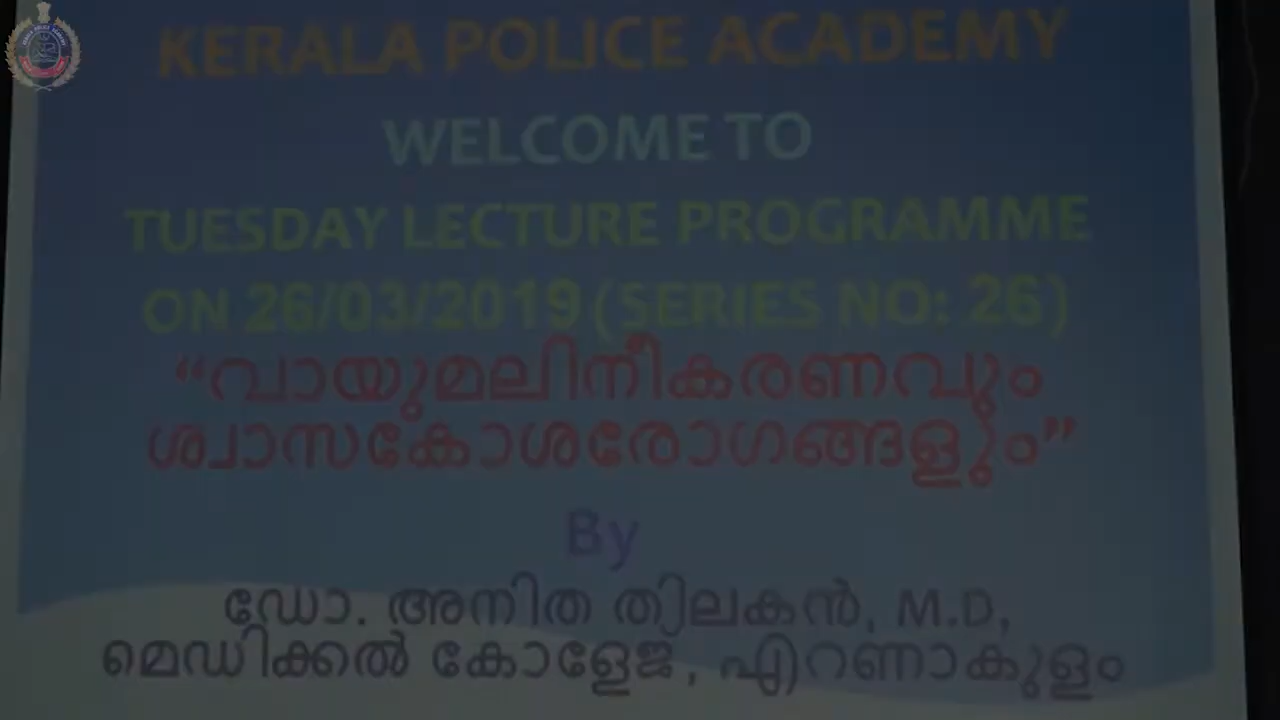 KERALA POLICE ACADEMY
WELCOME TO
TUESDAY LECTURE PROGRAMME
ON 26/03/2019 (SERIES NO: 26)
“വായുമലിനീകരണവും
ശ്വാസകോശരോഗങ്ങളും”
By
ഡോ. അനിത തിലകൻ, M.D,
മെഡിക്കൽ കോളേജ്, എറണാകുളം